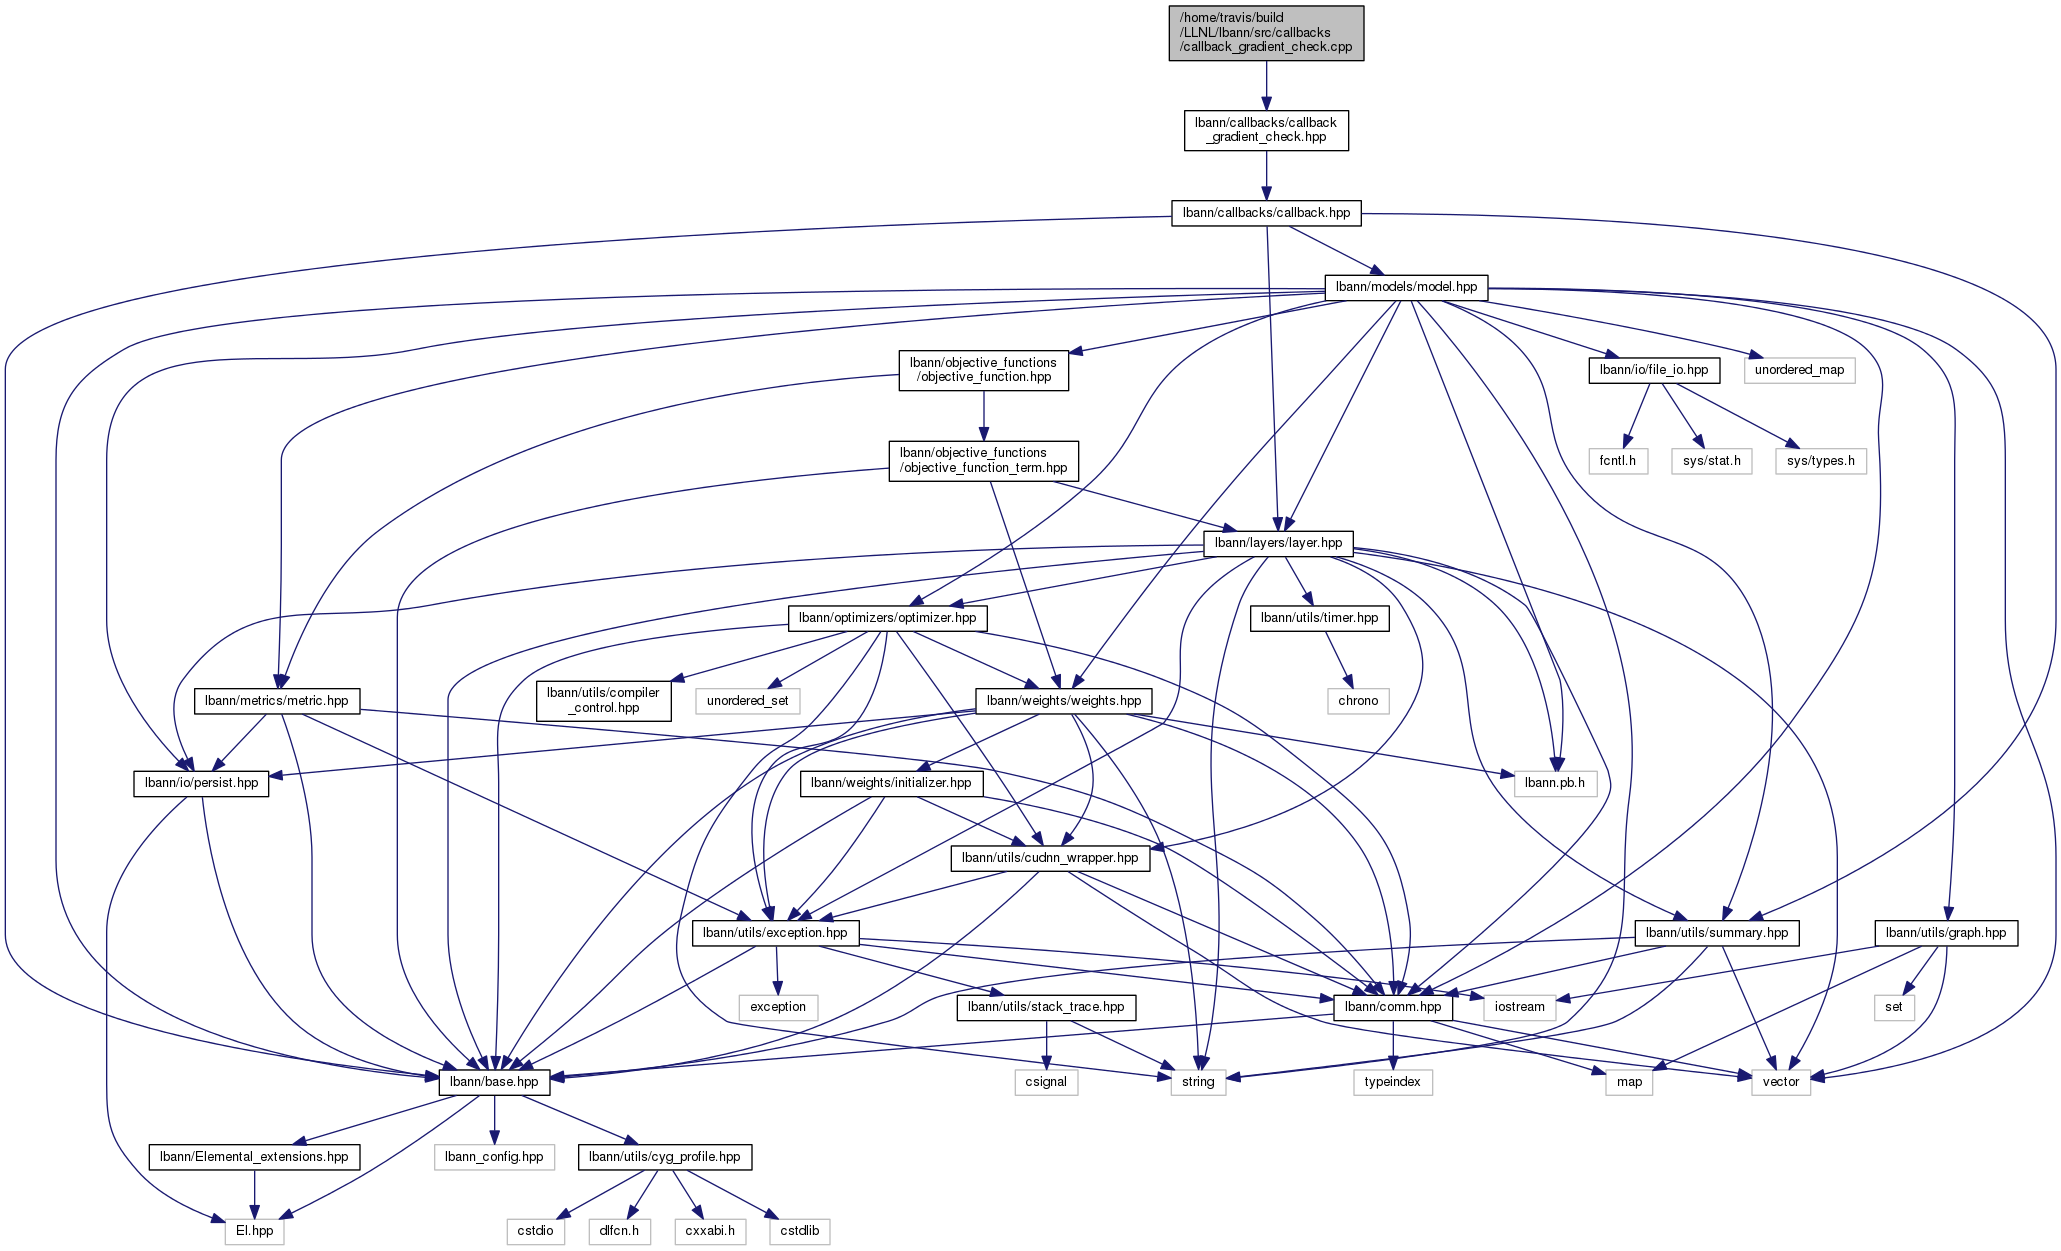 /home/travis/build
/LLNL/lbann/src/callbacks
/callback_gradient_check.cpp
lbann/callbacks/callback
_gradient_check.hpp
lbann/callbacks/callback.hpp
lbann/models/model.hpp
lbann/objective_functions
/objective_function.hpp
lbann/io/file_io.hpp
unordered_map
lbann/objective_functions
/objective_function_term.hpp
fcntl.h
sys/stat.h
sys/types.h
lbann/layers/layer.hpp
lbann/optimizers/optimizer.hpp
lbann/utils/timer.hpp
lbann/metrics/metric.hpp
lbann/utils/compiler
_control.hpp
unordered_set
lbann/weights/weights.hpp
chrono
lbann/io/persist.hpp
lbann/weights/initializer.hpp
lbann.pb.h
lbann/utils/cudnn_wrapper.hpp
lbann/utils/exception.hpp
lbann/utils/summary.hpp
lbann/utils/graph.hpp
exception
lbann/utils/stack_trace.hpp
lbann/comm.hpp
iostream
set
lbann/base.hpp
csignal
string
typeindex
map
vector
lbann/Elemental_extensions.hpp
lbann_config.hpp
lbann/utils/cyg_profile.hpp
El.hpp
cstdio
dlfcn.h
cxxabi.h
cstdlib